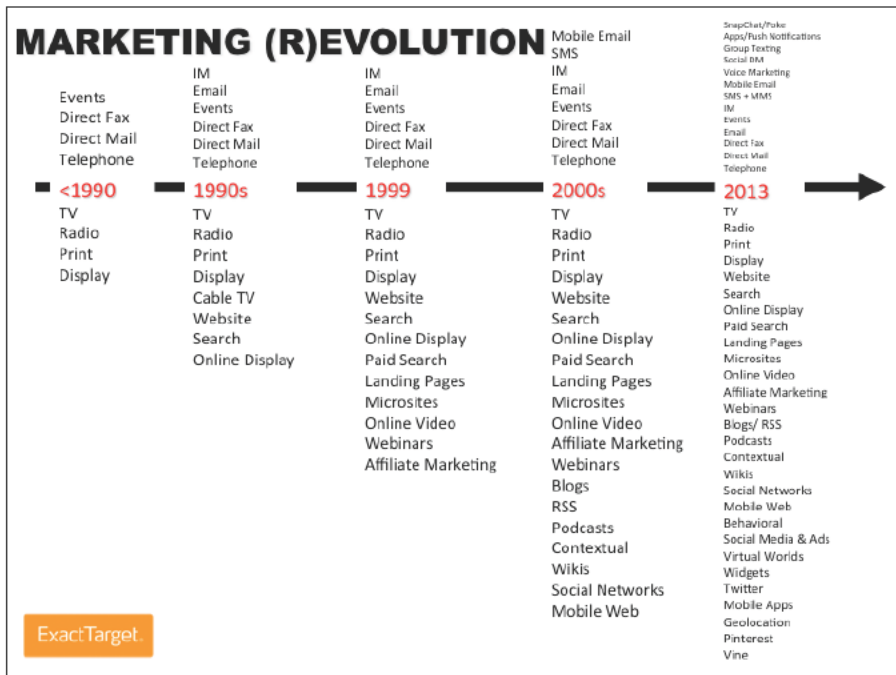 MARKETING (R)EVOLUTION
Events
Direct Fax
Direct Mail
Telephone
<1990
TV
Radio
Print
Display
IM
Email
Events
Direct Fax
Direct Mail
Telephone
1990s
TV
Radio
Print
Display
Cable TV
Website
Search
Online Display
IM
Email
Events
Direct Fax
Direct Mail
Telephone
1999
TV
Radio
Print
Display
Website
Search
Online Display
Paid Search
Landing Pages
Microsites
Online Video
Webinars
Affiliate Marketing
Mobile Email
SMS
IM
Email
Events
Direct Fax
Direct Mail
Telephone
2000s
TV
Radio
Print
Display
Website
Search
Online Display
Paid Search
Landing Pages
Microsites
Online Video
Affiliate Marketing
Webinars
Blogs
RSS
Podcasts
Contextual
Wikis
Social Networks
Mobile Web
SnapChat/Poke
Apps/Push Notifications
Group Texting
Social DM
Voice Marketing
Mobile Email
SMS + MMS
IM
Events
Email
Direct Fax
Direct Mail
Telephone
2013
TV
Radio
Print
Display
Website
Search
Online Display
Paid Search
Landing Pages
Microsites
Online Video
Affiliate Marketing
Webinars
Blogs/ RSS
Podcasts
Contextual
Wikis
Social Networks
Mobile Web
Behavioral
Social Media & Ads
Virtual Worlds
Widgets
Twitter
Mobile Apps
Geolocation
Pinterest
Vine
ExactTarget.